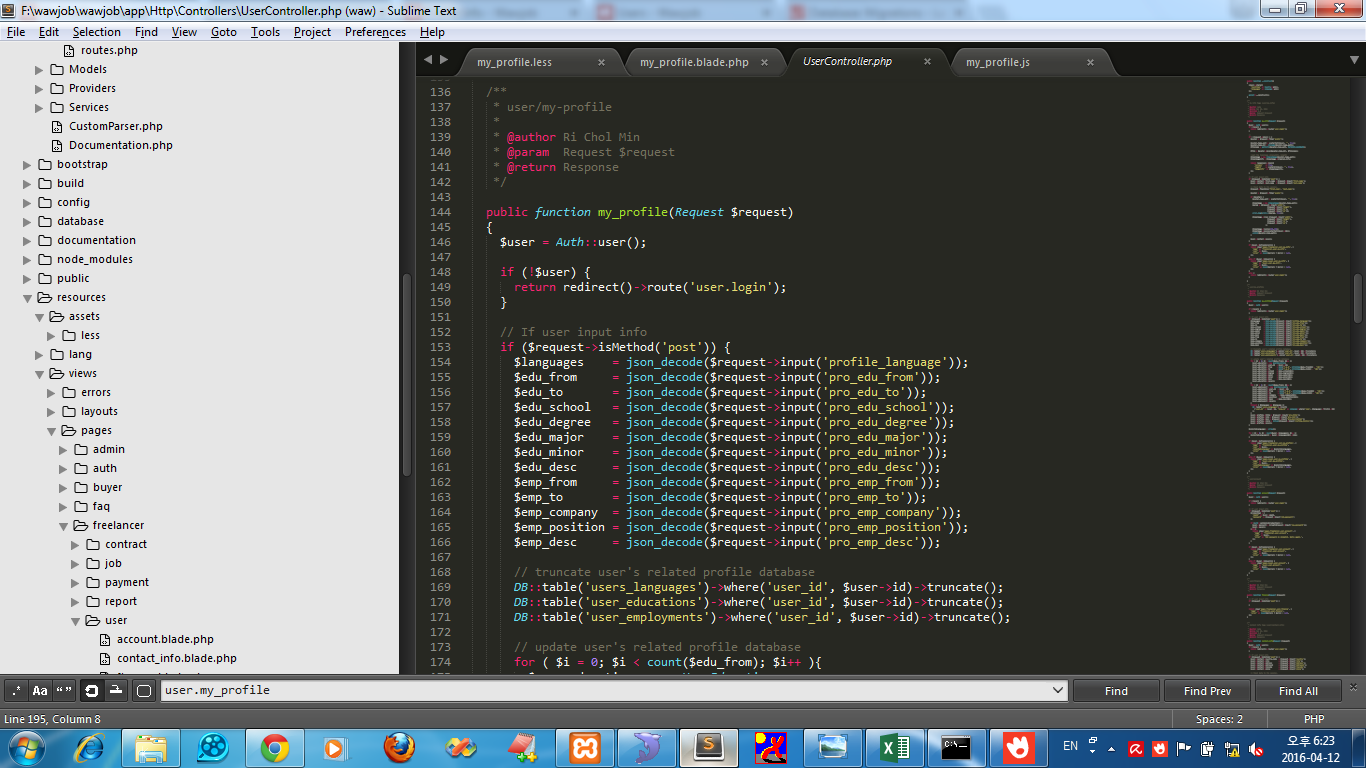 F:\wawjob\wawjob\app\Http\Controllers\UserController.php (waw) - Sublime Text
File Edit Selection Find View Goto Tools Project Preferences Help
routes.php
Models
Providers
Services
CustomParser.php
Documentation.php
bootstrap
build
config
database
documentation
node_modules
public
resources
assets
less
lang
views
errors
layouts
pages
admin
auth
buyer
faq
freelancer
contract
job
payment
report
user
account.blade.php
contact_info.blade.php
my_profile.less × my_profile.blade.php × UserController.php × my_profile.js ×
136 /**
137 * user/my-profile
138 *
139 * @author Ri Chol Min
140 * @param  Request $request
141 * @return Response
142 */
143
144 public function my_profile(Request $request)
145 {
146 $user = Auth::user();
147
148 if (!$user) {
149 return redirect()->route('user.login');
150 }
151
152 // If user input info
153 if ($request->isMethod('post')) {
154 $languages    = json_decode($request->input('profile_language'));
155 $edu_from     = json_decode($request->input('pro_edu_from'));
156 $edu_to       = json_decode($request->input('pro_edu_to'));
157 $edu_school   = json_decode($request->input('pro_edu_school'));
158 $edu_degree   = json_decode($request->input('pro_edu_degree'));
159 $edu_major    = json_decode($request->input('pro_edu_major'));
160 $edu_minor    = json_decode($request->input('pro_edu_minor'));
161 $edu_desc     = json_decode($request->input('pro_edu_desc'));
162 $emp_from     = json_decode($request->input('pro_emp_from'));
163 $emp_to       = json_decode($request->input('pro_emp_to'));
164 $emp_company  = json_decode($request->input('pro_emp_company'));
165 $emp_position = json_decode($request->input('pro_emp_position'));
166 $emp_desc     = json_decode($request->input('pro_emp_desc'));
167
168 // truncate user's related profile database
169 DB::table('users_languages')->where('user_id', $user->id)->truncate();
170 DB::table('user_educations')->where('user_id', $user->id)->truncate();
171 DB::table('user_employments')->where('user_id', $user->id)->truncate();
172
173 // update user's related profile database
174 for ( $i = 0; $i < count($edu_from); $i++ ){
.* Aa “” user.my_profile Find Find Prev Find All
Line 195, Column 8 Spaces: 2 PHP
EN 오후 6:23
2016-04-12